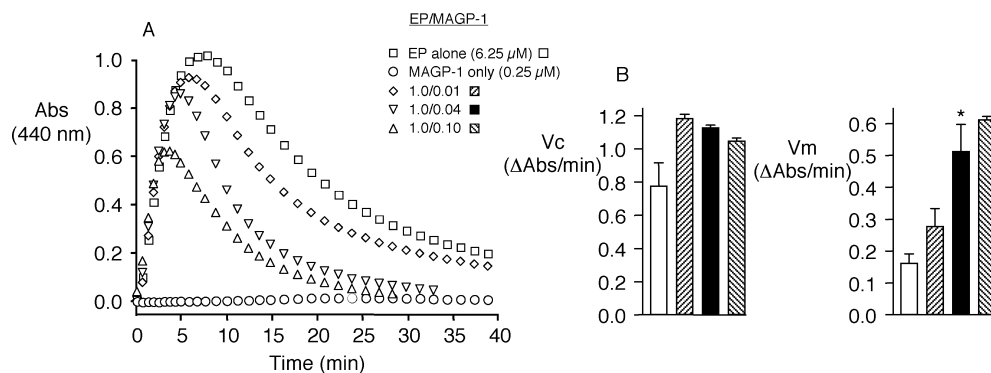 EP/MAGP-1
A
EP alone (6.25 µM)
MAGP-1 only (0.25 µM)
1.0/0.01
1.0/0.04
1.0/0.10
Abs
(440 nm)
1.0
0.8
0.6
0.4
0.2
0.0
0 5 10 15 20 25 30 35 40
Time (min)
B
Vc
(ΔAbs/min)
1.2
1.0
0.8
0.6
0.4
0.2
0.0
Vm
(ΔAbs/min)
0.6
0.5
0.4
0.3
0.2
0.1
0.0
*